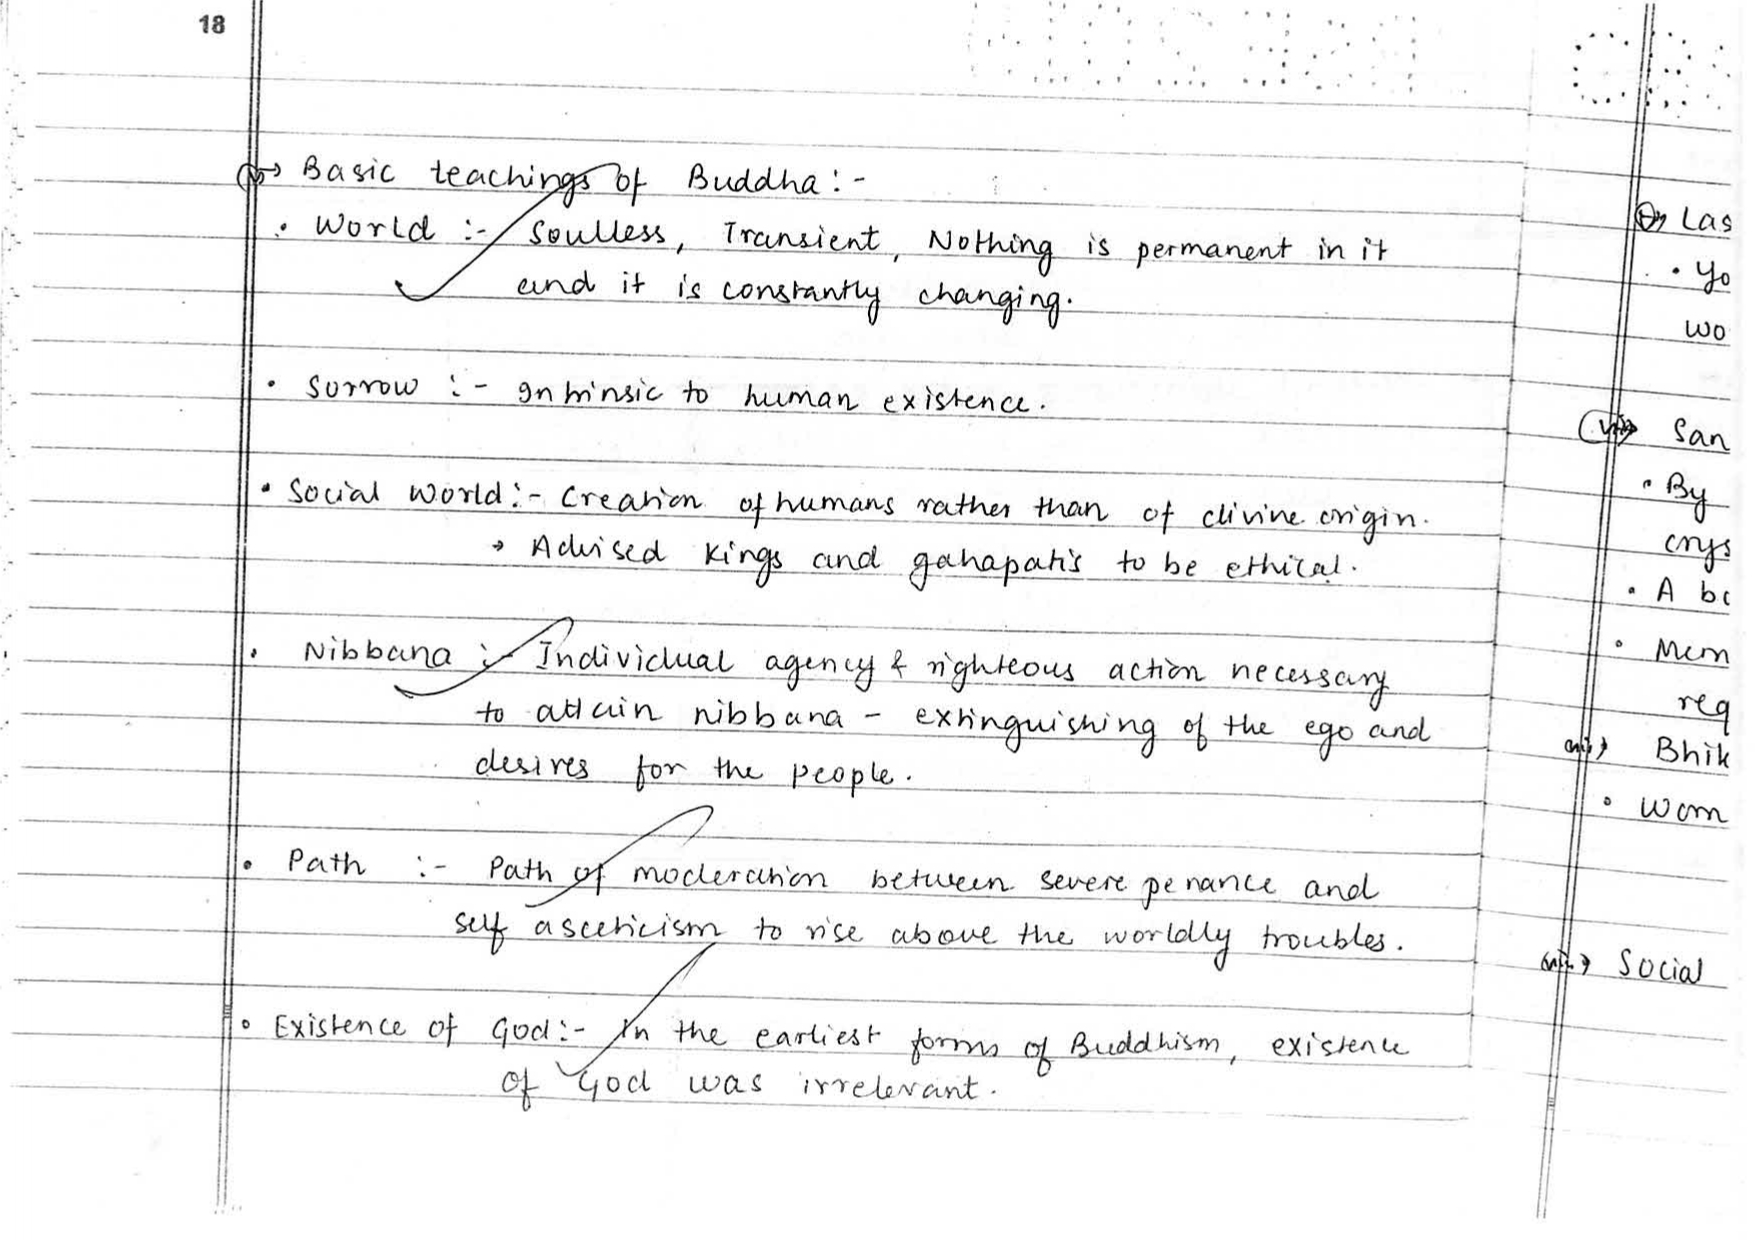 18
Basic teachings of Buddha :-
• World :- Soulless, Transient, Nothing is permanent in it
and it is constantly changing.
• Sorrow :- Intrinsic to human existence.
• Social world :- Creation of humans rather than of divine origin.
→ Advised kings and gahapatis to be ethical.
• Nibbana :- Individual agency & righteous action necessary
to attain nibbana - extinguishing of the ego and
desires for the people.
• Path :- Path of moderation between severe penance and
self asceticism to rise above the worldly troubles.
• Existence of God :- In the earliest forms of Buddhism, existence
of God was irrelevant.
Las
• Yo
wo
San
• By
crys
• A bo
• Mem
req
Bhik
• Wom
Social